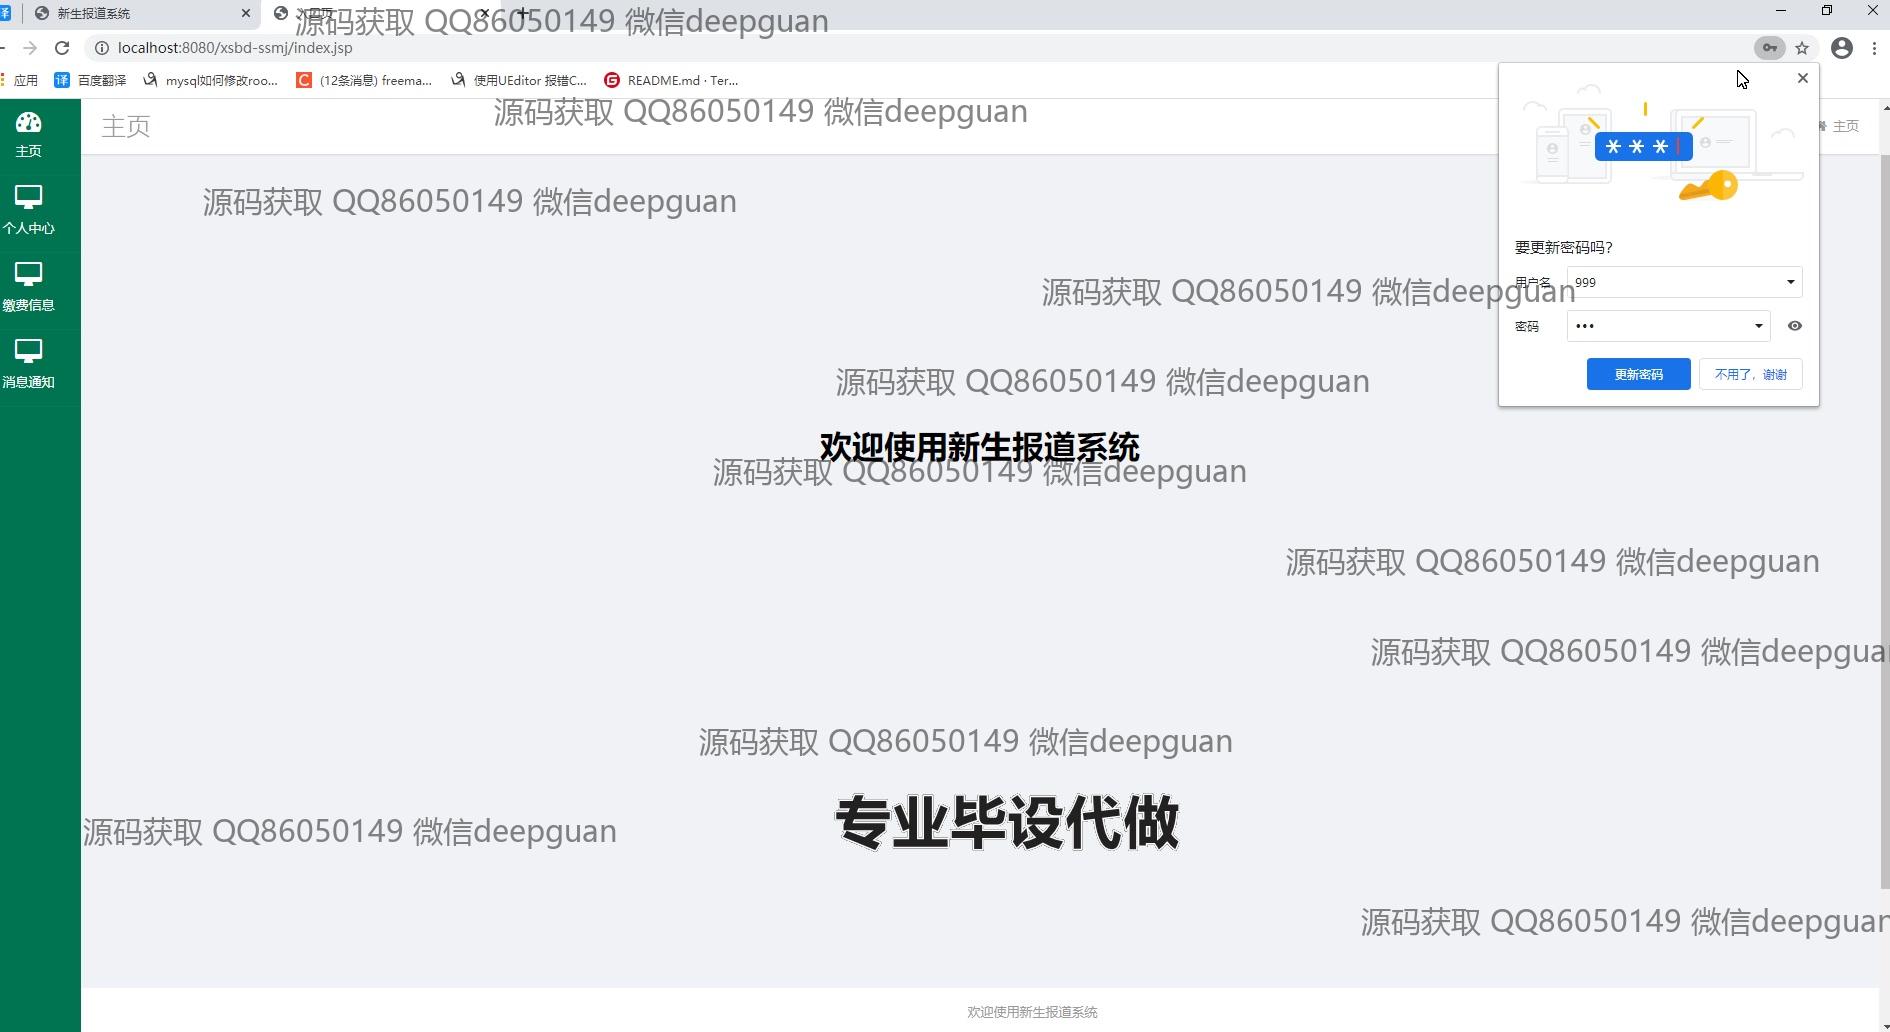 新生报道系统
源码获取 QQ86050149 微信deepguan
localhost:8080/xsbd-ssmj/index.jsp
应用
百度翻译
mysql如何修改roo...
(12条消息) freema...
使用UEditor 报错C...
README.md · Ter...
源码获取 QQ86050149 微信deepguan
主页
主页
主页
个人中心
缴费信息
消息通知
源码获取 QQ86050149 微信deepguan
要更新密码吗?
用户名
999
源码获取 QQ86050149 微信deepguan
密码
更新密码
不用了，谢谢
源码获取 QQ86050149 微信deepguan
欢迎使用新生报道系统
源码获取 QQ86050149 微信deepguan
源码获取 QQ86050149 微信deepguan
源码获取 QQ86050149 微信deepgua
源码获取 QQ86050149 微信deepguan
专业毕设代做
源码获取 QQ86050149 微信deepguan
源码获取 QQ86050149 微信deepguan
欢迎使用新生报道系统